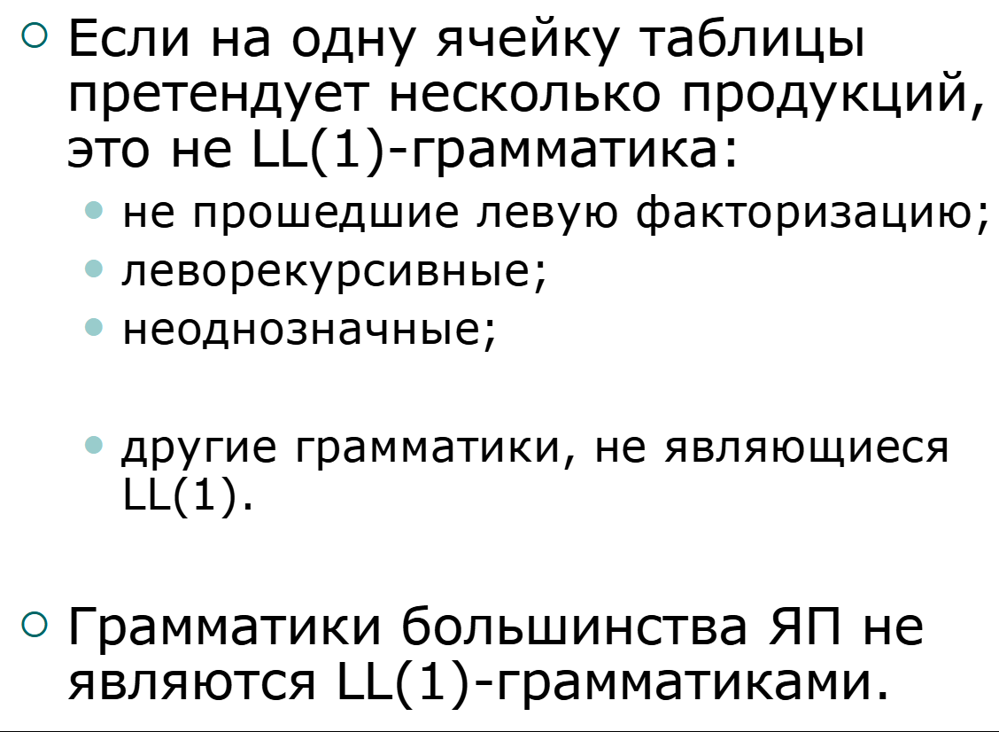 Если на одну ячейку таблицы
претендует несколько продукций,
это не LL(1)-грамматика:
не прошедшие левую факторизацию;
леворекурсивные;
неоднозначные;
другие грамматики, не являющиеся
LL(1).
Грамматики большинства ЯП не
являются LL(1)-грамматиками.